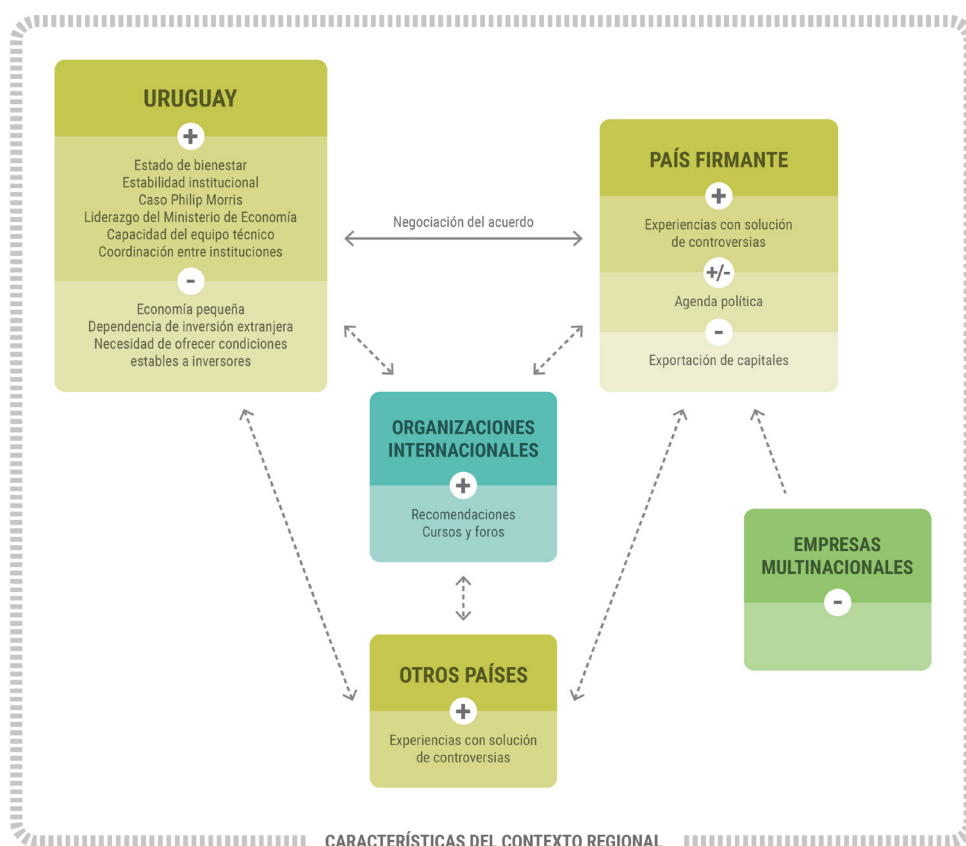 URUGUAY
+
Estado de bienestar
Estabilidad institucional
Caso Philip Morris
Liderazgo del Ministerio de Economía
Capacidad del equipo técnico
Coordinación entre instituciones
-
Economía pequeña
Dependencia de inversión extranjera
Necesidad de ofrecer condiciones
estables a inversores
Negociación del acuerdo
PAÍS FIRMANTE
+
Experiencias con solución
de controversias
+/-
Agenda política
-
Exportación de capitales
ORGANIZACIONES
INTERNACIONALES
+
Recomendaciones
Cursos y foros
EMPRESAS
MULTINACIONALES
-
OTROS PAÍSES
+
Experiencias con solución
de controversias
CARACTERÍSTICAS DEL CONTEXTO REGIONAL